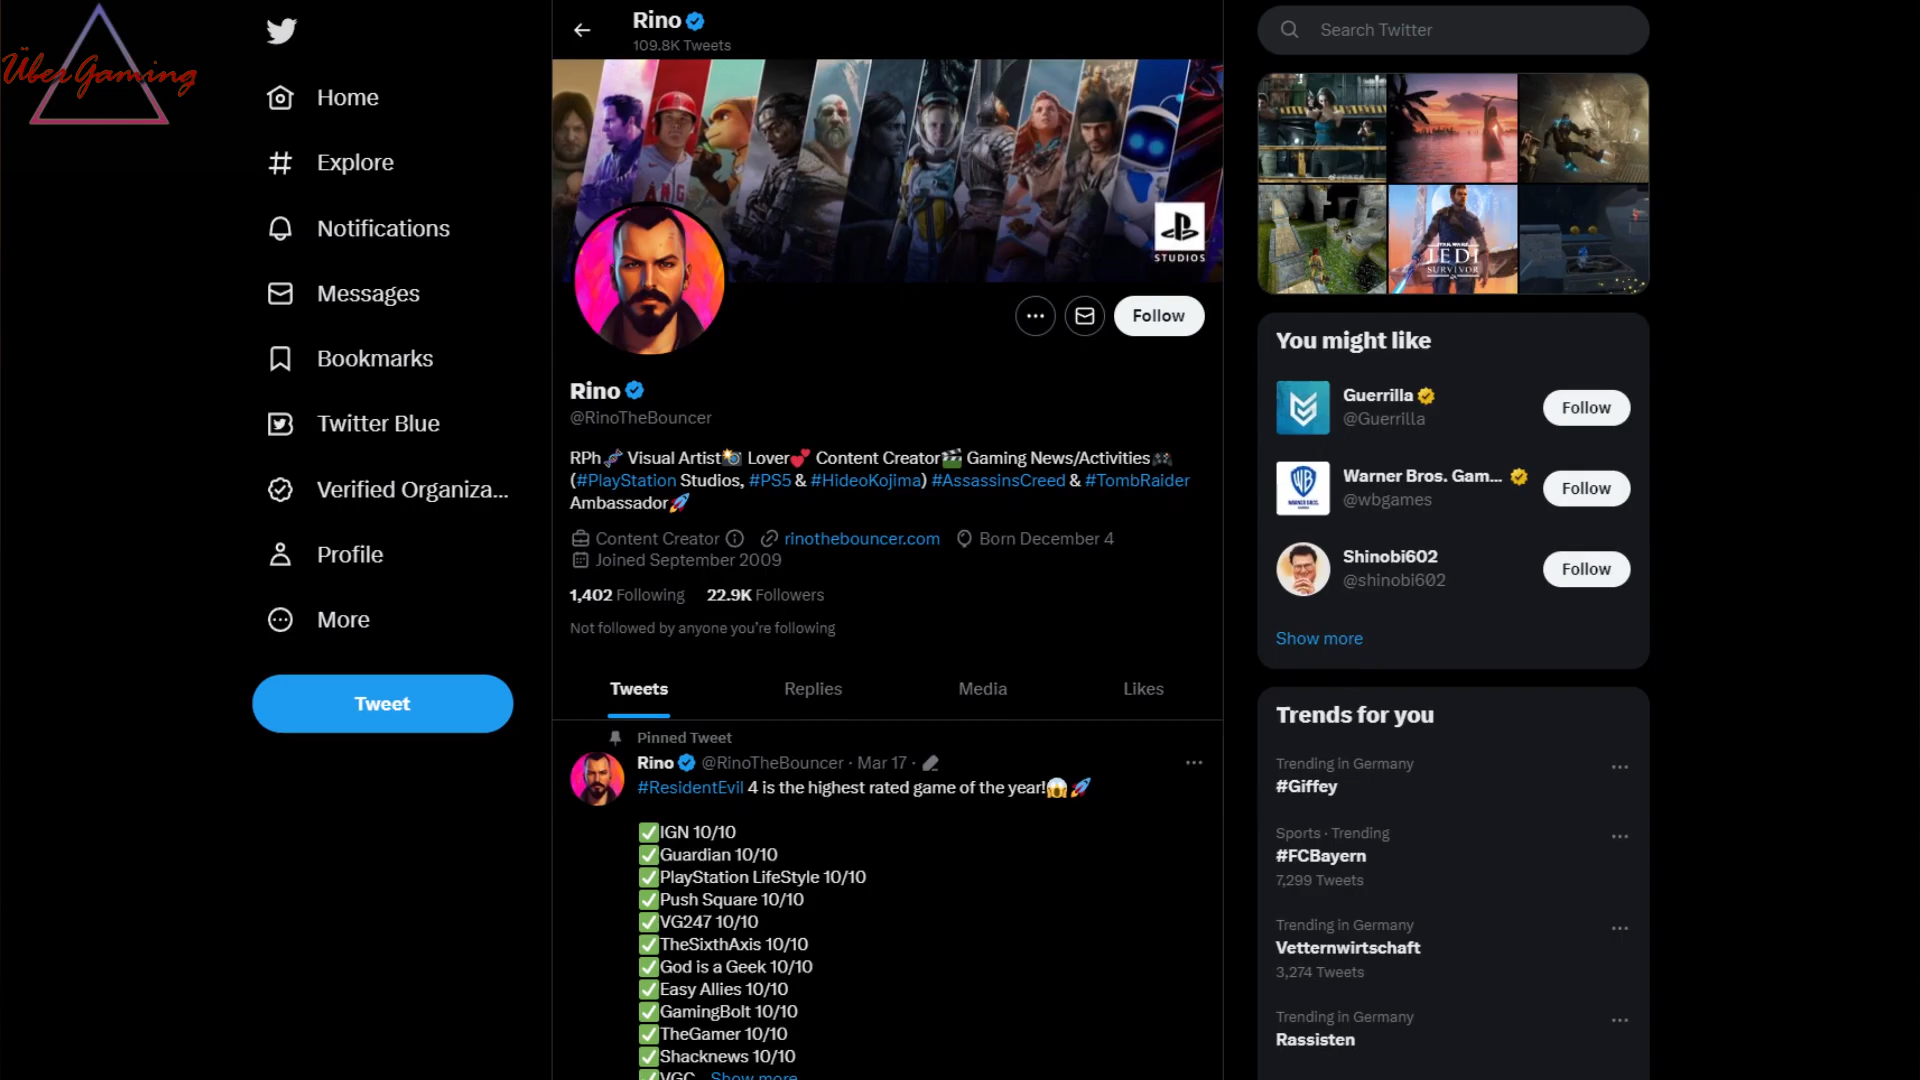 Über Gaming
Home
Explore
Notifications
Messages
Bookmarks
Twitter Blue
Verified Organiza...
Profile
More
Tweet
Rino
109.8K Tweets
ANG
STUDIOS
Follow
Rino
@RinoTheBouncer
RPh🧬 Visual Artist📸 Lover💕 Content Creator🎬 Gaming News/Activities🎮
(#PlayStation Studios, #PS5 & #HideoKojima) #AssassinsCreed & #TombRaider
Ambassador🚀
Content Creator rinothebouncer.com Born December 4
Joined September 2009
1,402 Following 22.9K Followers
Not followed by anyone you're following
Tweets Replies Media Likes
Pinned Tweet
Rino @RinoTheBouncer · Mar 17 ·
#ResidentEvil 4 is the highest rated game of the year!😱🚀
✅IGN 10/10
✅Guardian 10/10
✅PlayStation LifeStyle 10/10
✅Push Square 10/10
✅VG247 10/10
✅TheSixthAxis 10/10
✅God is a Geek 10/10
✅Easy Allies 10/10
✅GamingBolt 10/10
✅TheGamer 10/10
✅Shacknews 10/10
✅VGC... Show more
Search Twitter
STAR WARS
JEDI
SURVIVOR
You might like
Guerrilla
@Guerrilla
Follow
WB
Warner Bros. Gam...
@wbgames
Follow
Shinobi602
@shinobi602
Follow
Show more
Trends for you
Trending in Germany
#Giffey
Sports · Trending
#FCBayern
7,299 Tweets
Trending in Germany
Vetternwirtschaft
3,274 Tweets
Trending in Germany
Rassisten